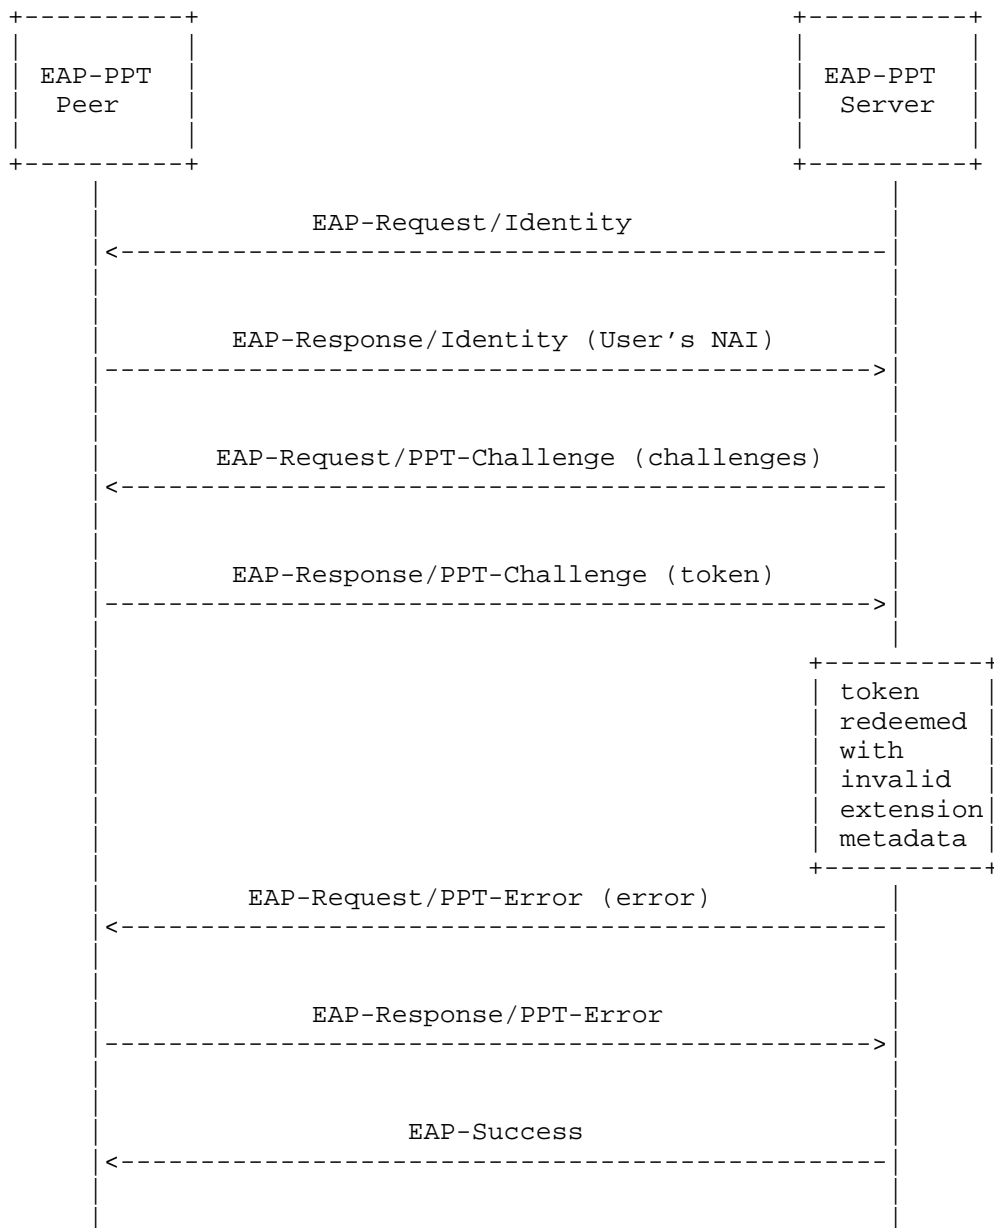 EAP-PPT EAP-PPT
Peer Server
EAP-Request/Identity
EAP-Response/Identity (User's NAI)
EAP-Request/PPT-Challenge (challenges)
EAP-Response/PPT-Challenge (token)
token
redeemed
with
invalid
extension
metadata
EAP-Request/PPT-Error (error)
EAP-Response/PPT-Error
EAP-Success